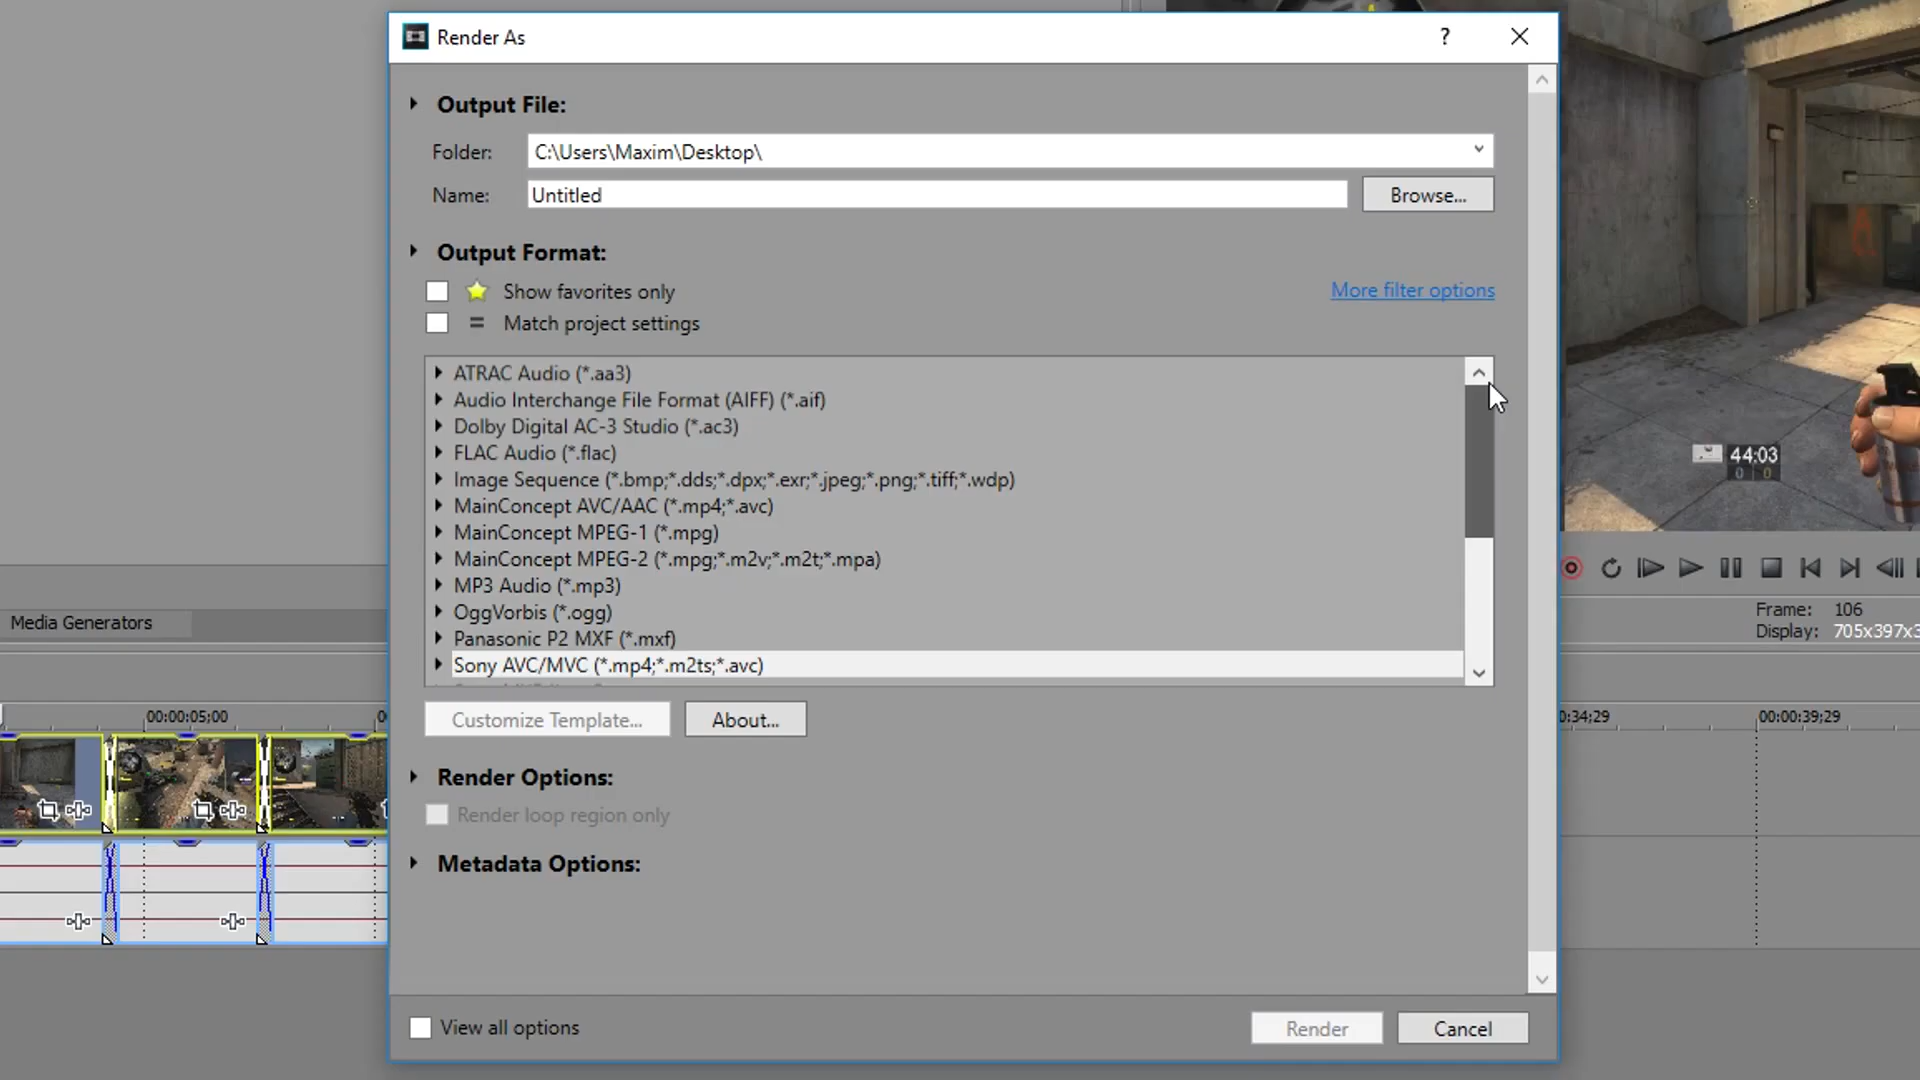 Render As
?
Output File:
Folder:
C:\Users\Maxim\Desktop\
Name:
Untitled
Browse...
Output Format:
Show favorites only
More filter options
= Match project settings
ATRAC Audio (*.aa3)
Audio Interchange File Format (AIFF) (*.aif)
Dolby Digital AC-3 Studio (*.ac3)
FLAC Audio (*.flac)
Image Sequence (*.bmp;*.dds;*.dpx;*.exr;*.jpeg;*.png;*.tiff;*.wdp)
MainConcept AVC/AAC (*.mp4;*.avc)
MainConcept MPEG-1 (*.mpg)
MainConcept MPEG-2 (*.mpg;*.m2v;*.m2t;*.mpa)
MP3 Audio (*.mp3)
OggVorbis (*.ogg)
Panasonic P2 MXF (*.mxf)
Sony AVC/MVC (*.mp4;*.m2ts;*.avc)
Customize Template...
About...
Render Options:
Render loop region only
Metadata Options:
View all options
Render
Cancel
44:03
0 0
Frame: 106
Display: 705x397x3
Media Generators
00:00:05;00
0:34;29
00:00:39;29